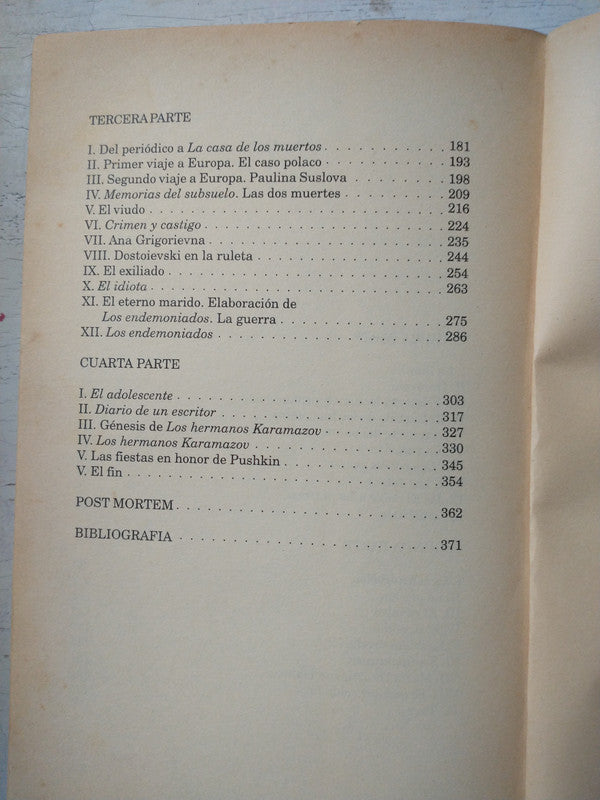 TERCERA PARTE
I. Del periódico a La casa de los muertos . . . . . . . . . . . 181
II. Primer viaje a Europa. El caso polaco . . . . . . . . . . . 193
III. Segundo viaje a Europa. Paulina Suslova . . . . . . . . 198
IV. Memorias del subsuelo. Las dos muertes . . . . . . . . 209
V. El viudo . . . . . . . . . . . . . . . . . . . . . . . . . . . . 216
VI. Crimen y castigo . . . . . . . . . . . . . . . . . . . . . . . 224
VII. Ana Grigorievna . . . . . . . . . . . . . . . . . . . . . . . 235
VIII. Dostoievski en la ruleta . . . . . . . . . . . . . . . . . . 244
IX. El exiliado . . . . . . . . . . . . . . . . . . . . . . . . . . . 254
X. El idiota . . . . . . . . . . . . . . . . . . . . . . . . . . . . 263
XI. El eterno marido. Elaboración de
Los endemoniados. La guerra . . . . . . . . . . . . . . . 275
XII. Los endemoniados . . . . . . . . . . . . . . . . . . . . . . 286
CUARTA PARTE
I. El adolescente . . . . . . . . . . . . . . . . . . . . . . . . . 303
II. Diario de un escritor . . . . . . . . . . . . . . . . . . . . . 317
III. Génesis de Los hermanos Karamazov . . . . . . . . . . 327
IV. Los hermanos Karamazov . . . . . . . . . . . . . . . . . . 330
V. Las fiestas en honor de Pushkin . . . . . . . . . . . . . . 345
V. El fin . . . . . . . . . . . . . . . . . . . . . . . . . . . . . . 354
POST MORTEM . . . . . . . . . . . . . . . . . . . . . . . . . 362
BIBLIOGRAFIA . . . . . . . . . . . . . . . . . . . . . . . . . 371